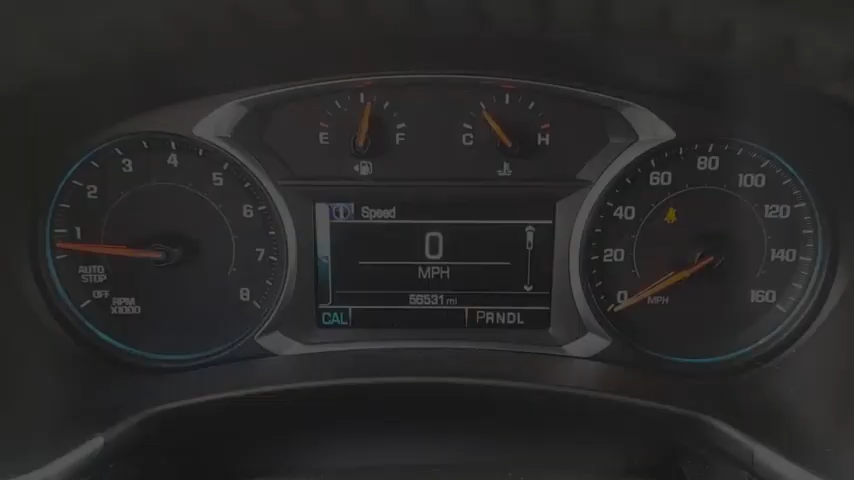 E F
C H
1 2 3 4 5 6 7 8
AUTO
STOP
OFF
RPM
X1000
Speed
0
MPH
56531 mi
CAL
PRNDL
0 20 40 60 80 100 120 140 160
MPH